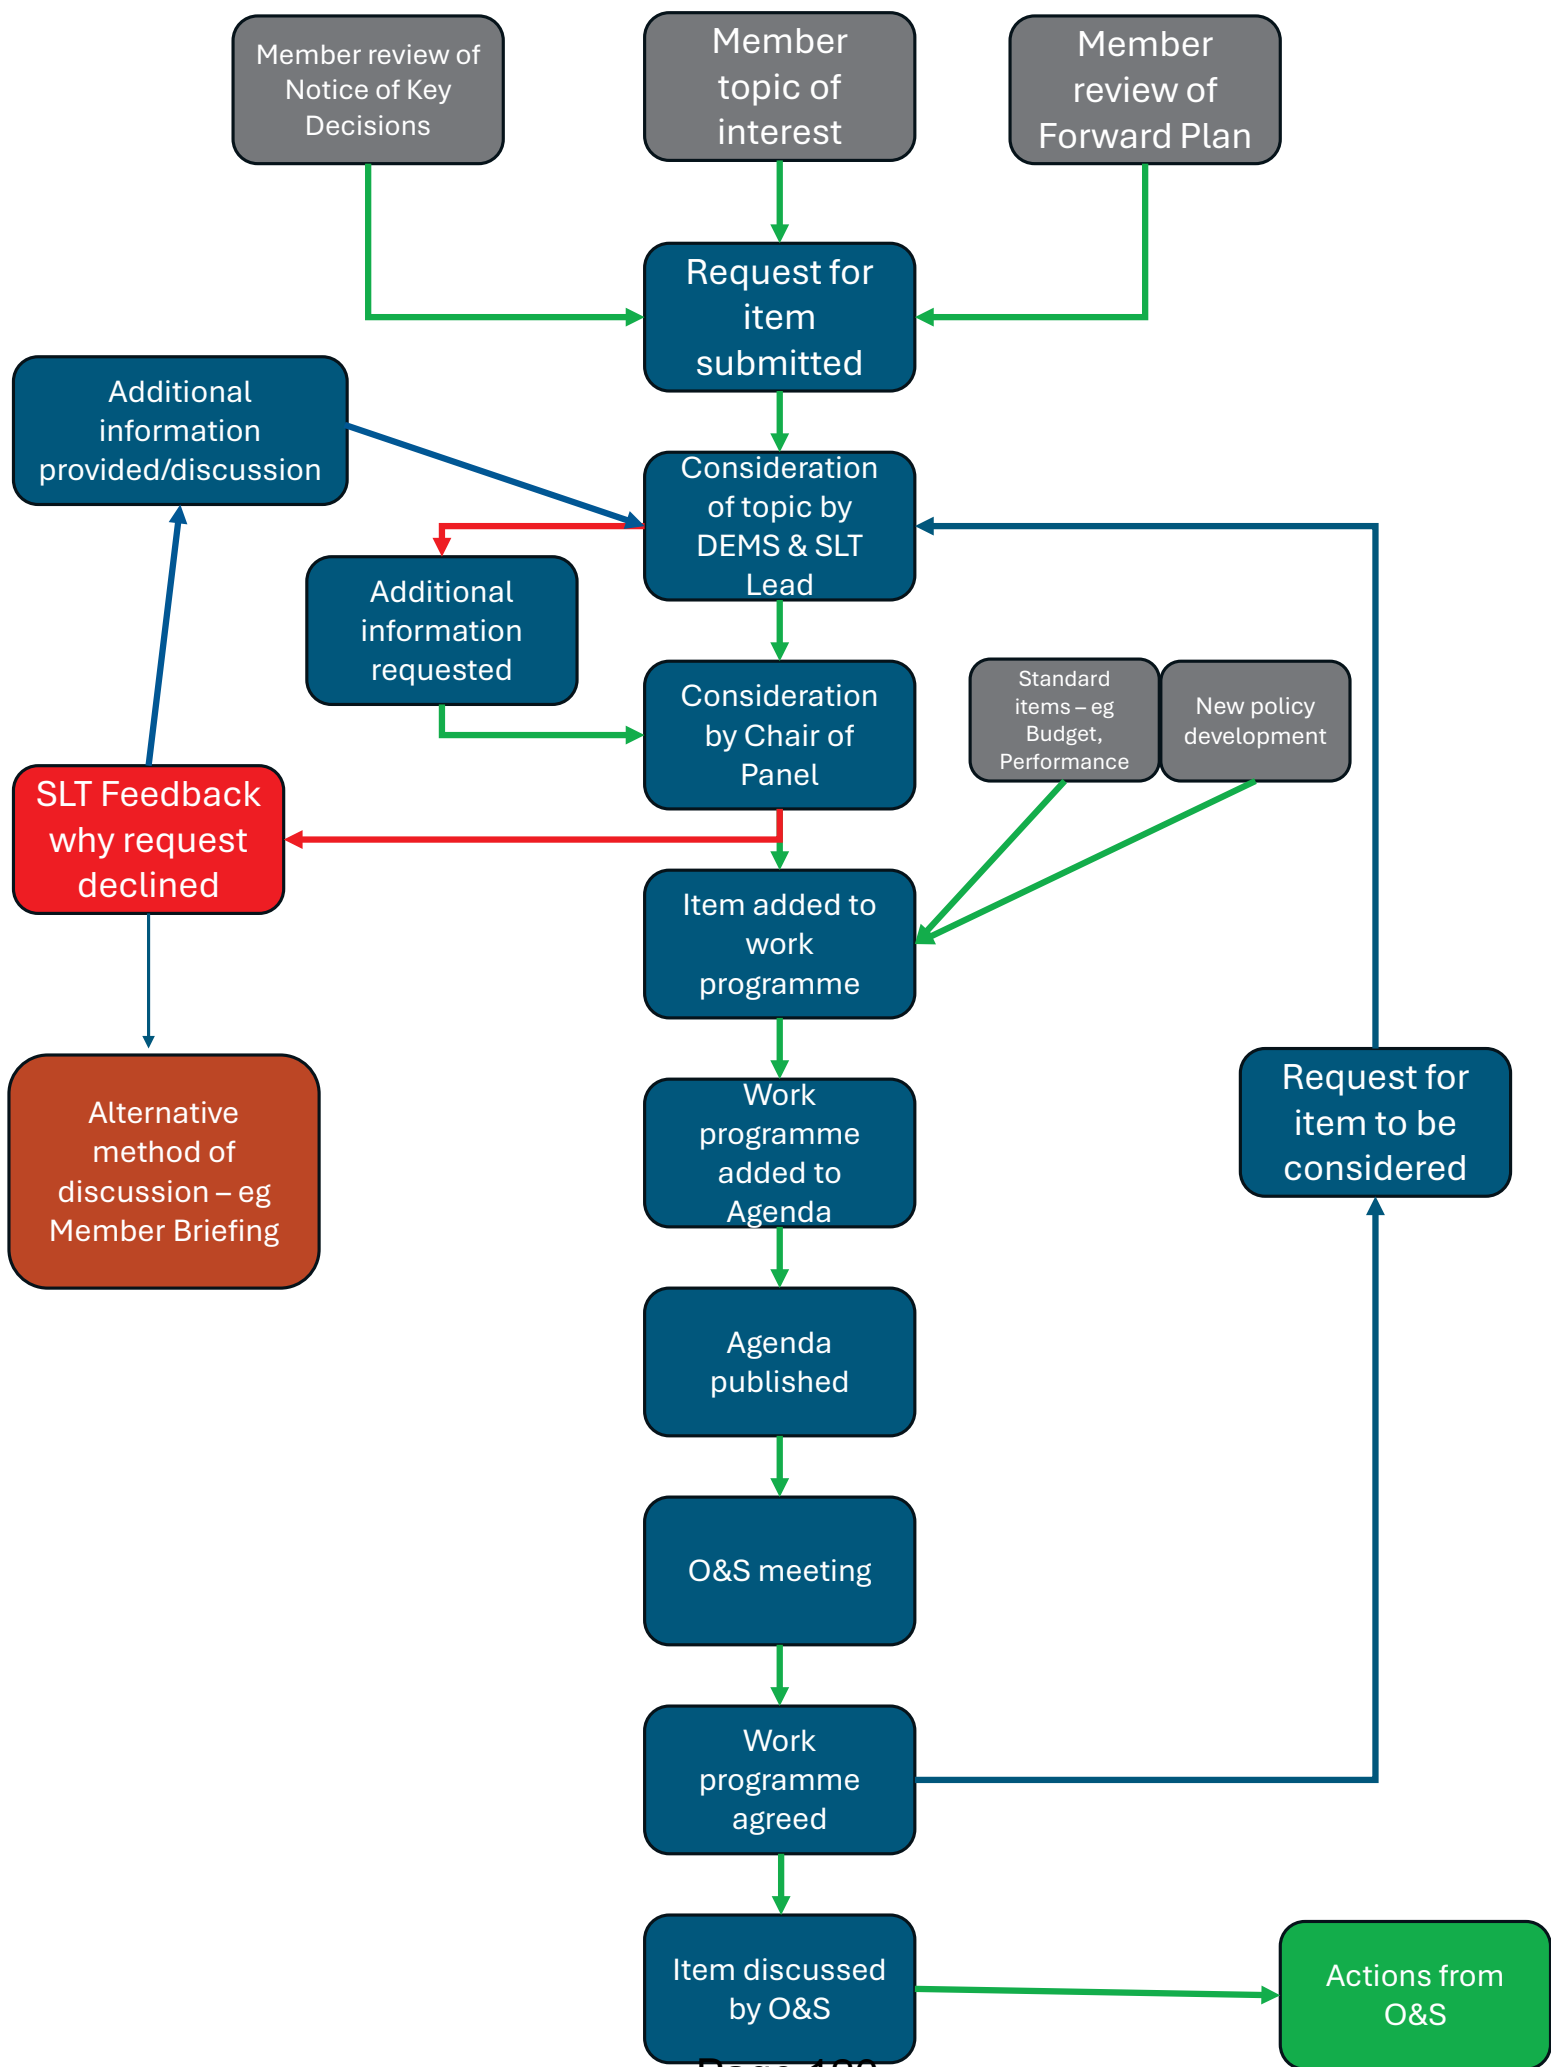 Member review of
Notice of Key
Decisions
Member
topic of
interest
Member
review of
Forward Plan
Request for
item
submitted
Additional
information
provided/discussion
Consideration
of topic by
DEMS & SLT
Lead
Additional
information
requested
Consideration
by Chair of
Panel
Standard
items – eg
Budget,
Performance
New policy
development
SLT Feedback
why request
declined
Item added to
work
programme
Alternative
method of
discussion – eg
Member Briefing
Work
programme
added to
Agenda
Request for
item to be
considered
Agenda
published
O&S meeting
Work
programme
agreed
Item discussed
by O&S
Actions from
O&S